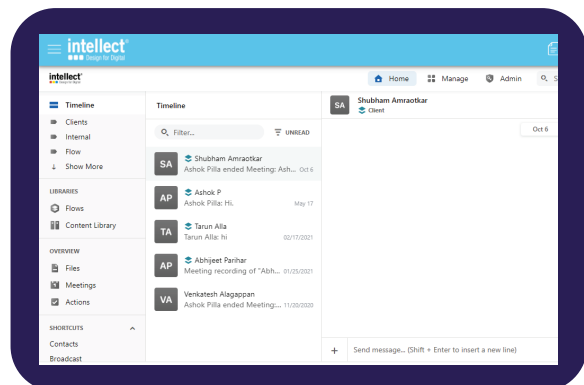 intellect
Design for Digital
intellect
Home
Manage
Admin
Timeline
Clients
Internal
Flow
Show More
LIBRARIES
Flows
Content Library
OVERVIEW
Files
Meetings
Actions
SHORTCUTS
Contacts
Broadcast
Timeline
Filter...
UNREAD
SA
Shubham Amraotkar
Ashok Pilla ended Meeting: Ash... Oct 6
AP
Ashok P
Ashok Pilla: Hi. May 17
TA
Tarun Alla
Tarun Alla: hi 02/17/2021
AP
Abhijeet Parihar
Meeting recording of "Abh... 01/25/2021
VA
Venkatesh Alagappan
Ashok Pilla ended Meeting:... 11/20/2020
SA
Shubham Amraotkar
Client
Oct 6
+ Send message... (Shift + Enter to insert a new line)